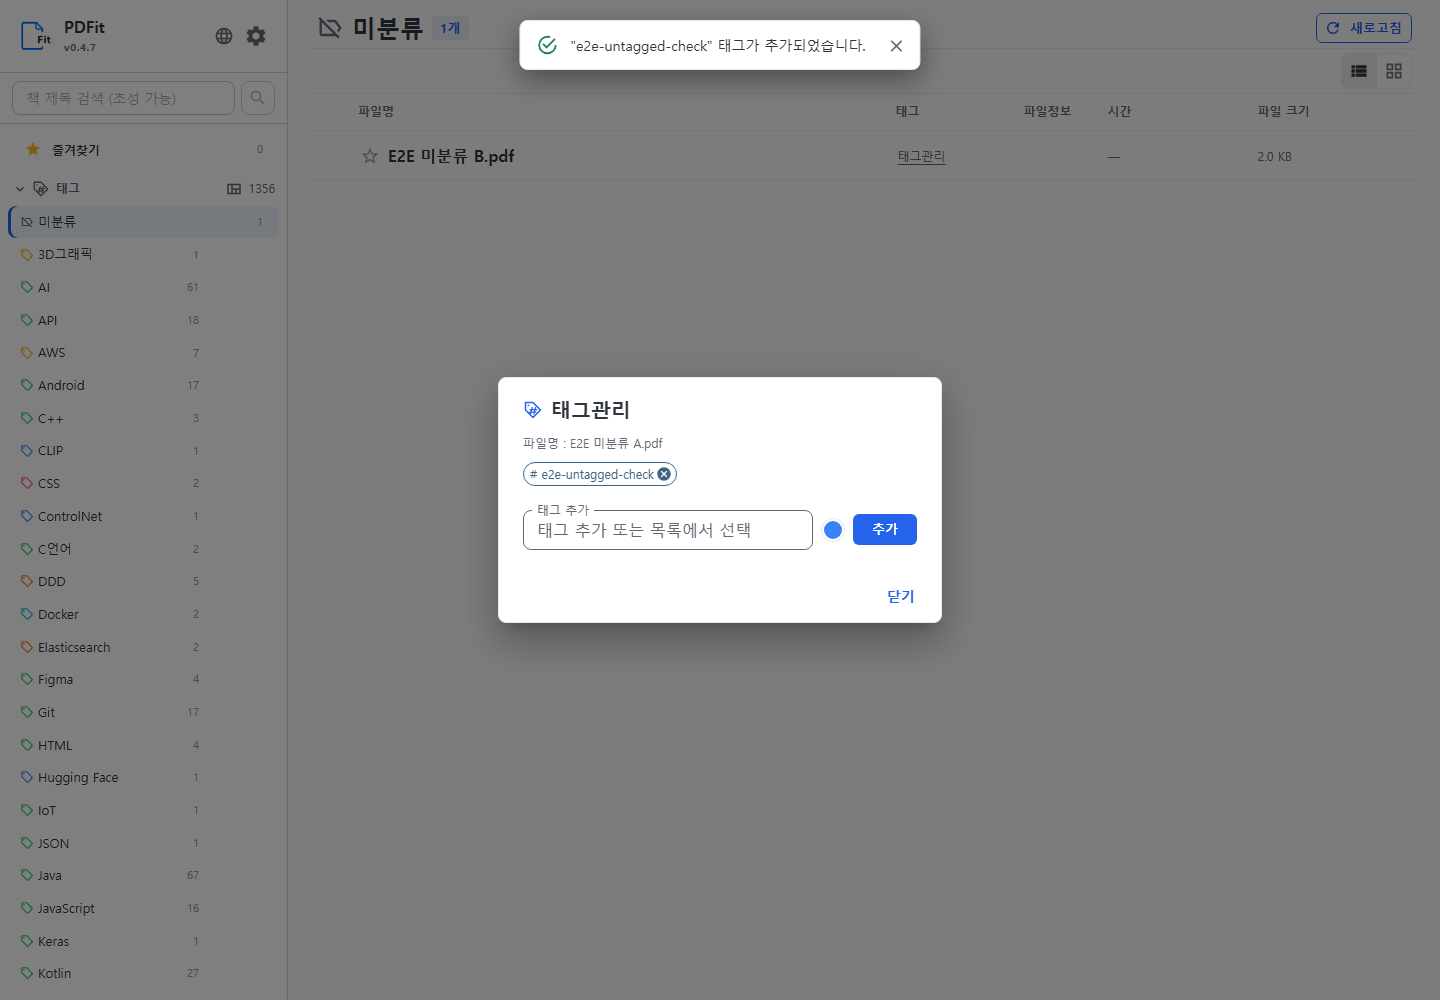 Fit
PDFit
v0.4.7
책 제목 검색 (초성 가능)
즐겨찾기 0
태그 1356
미분류 1
3D그래픽 1
AI 61
API 18
AWS 7
Android 17
C++ 3
CLIP 1
CSS 2
ControlNet 1
C언어 2
DDD 5
Docker 2
Elasticsearch 2
Figma 4
Git 17
HTML 4
Hugging Face 1
IoT 1
JSON 1
Java 67
JavaScript 16
Keras 1
Kotlin 27
미분류 1개
"e2e-untagged-check" 태그가 추가되었습니다.
새로고침
파일명 태그 파일정보 시간 파일 크기
E2E 미분류 B.pdf 태그관리 — 2.0 KB
태그관리
파일명 : E2E 미분류 A.pdf
# e2e-untagged-check
태그 추가
태그 추가 또는 목록에서 선택
추가
닫기